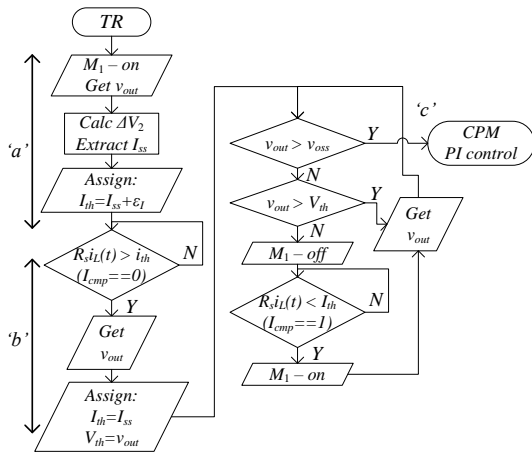 TR
M1 – on
Get vout
'a'
Calc ΔV2
Extract Iss
Assign:
Ith=Iss+εI
RsiL(t) > ith
(Icmp==0)
N
Y
'b'
Get
vout
Assign:
Ith=Iss
Vth=vout
vout > voss
Y
N
'c'
CPM
PI control
vout > Vth
Y
N
Get
vout
M1 – off
RsiL(t) < Ith
(Icmp==1)
N
Y
M1 – on